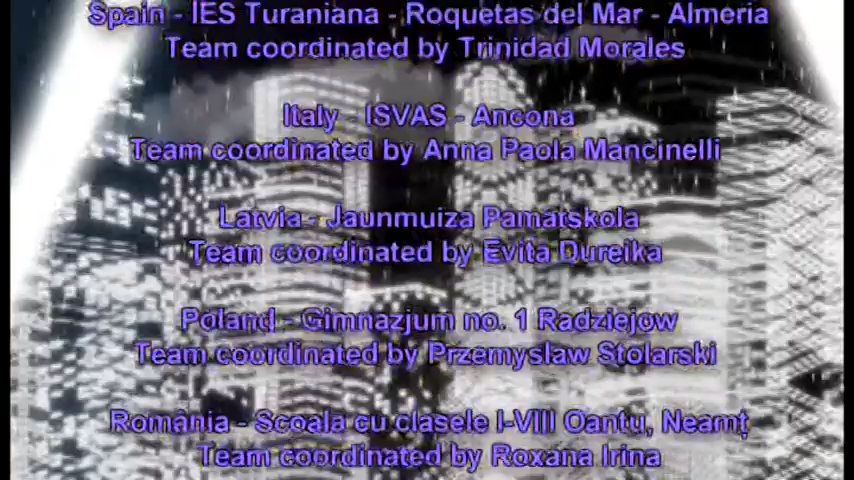 Spain - IES Turaniana - Roquetas del Mar - Almeria
Team coordinated by Trinidad Morales
Italy - ISVAS - Ancona
Team coordinated by Anna Paola Mancinelli
Latvia - Jaunmuiza Pamatskola
Team coordinated by Evita Dureika
Poland - Gimnazjum no. 1 Radziejow
Team coordinated by Przemyslaw Stolarski
România - Scoala cu clasele I-VIII Oantu, Neamț
Team coordinated by Roxana Irina